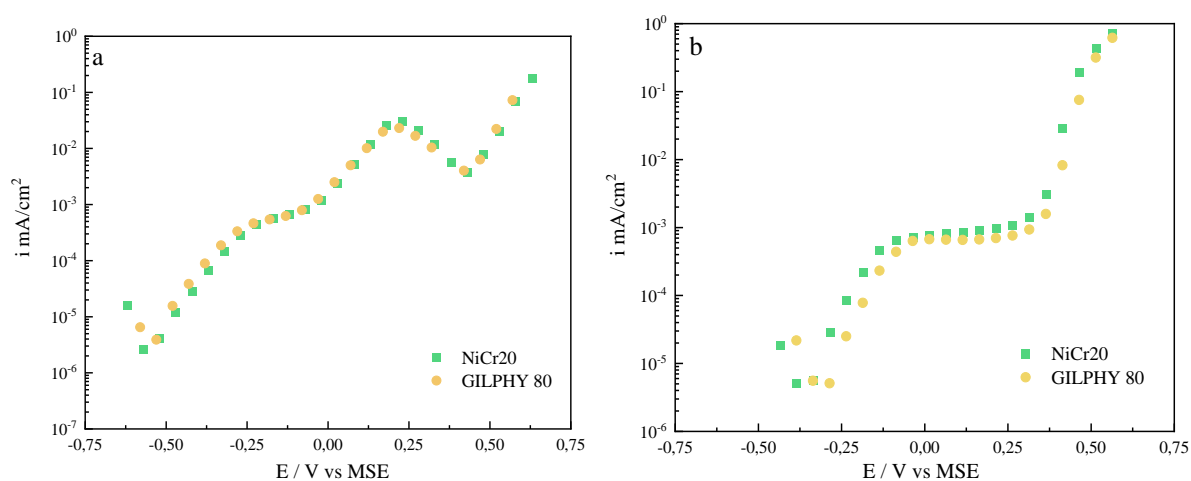 a
10^0
10^-1
10^-2
10^-3
10^-4
10^-5
10^-6
10^-7
i mA/cm^2
-0,75 -0,50 -0,25 0,00 0,25 0,50 0,75
E / V vs MSE
NiCr20
GILPHY 80
b
10^0
10^-1
10^-2
10^-3
10^-4
10^-5
10^-6
i mA/cm^2
-0,75 -0,50 -0,25 0,00 0,25 0,50 0,75
E / V vs MSE
NiCr20
GILPHY 80